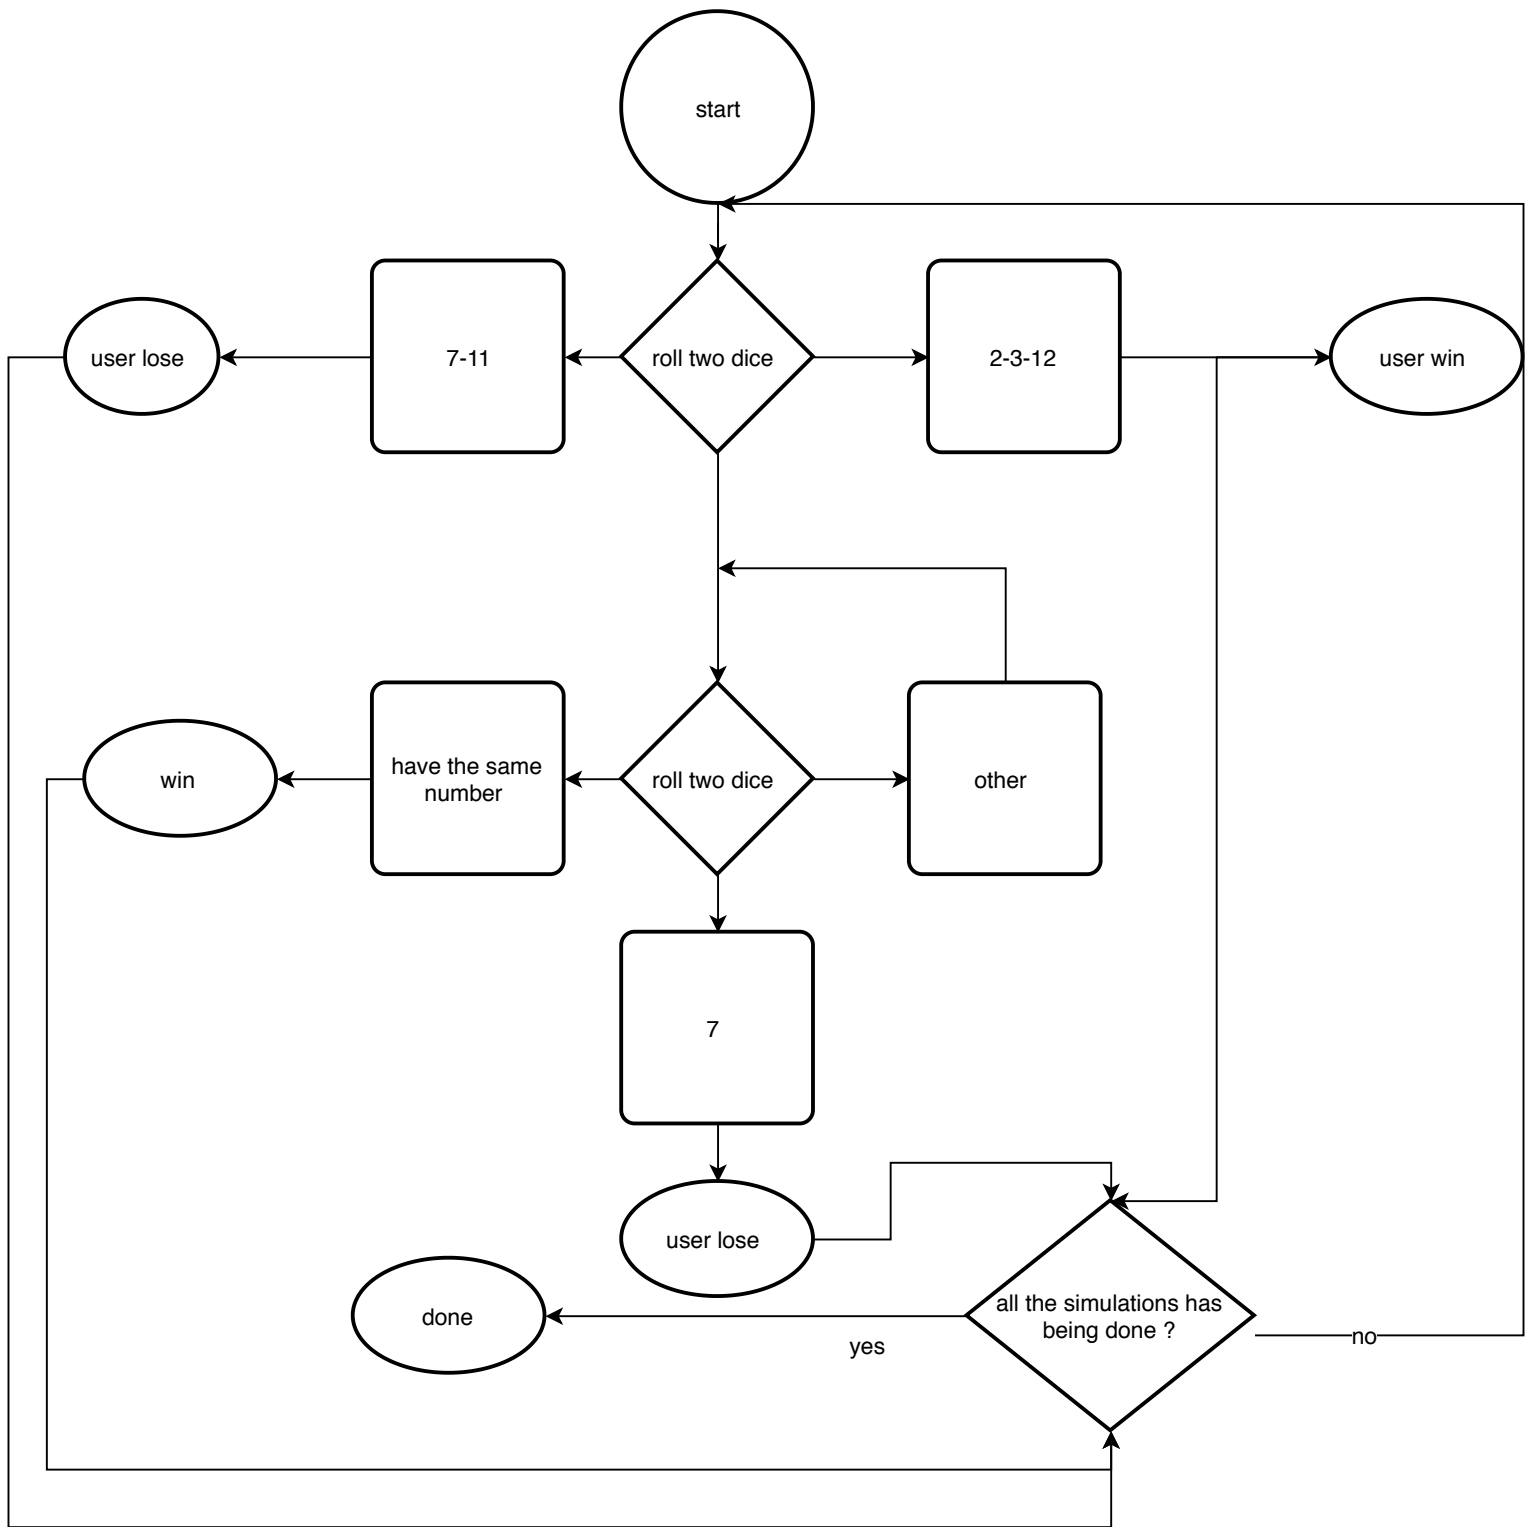 start
user lose
7-11
roll two dice
2-3-12
user win
win
have the same
number
roll two dice
other
7
user lose
done
yes
all the simulations has
being done ?
no